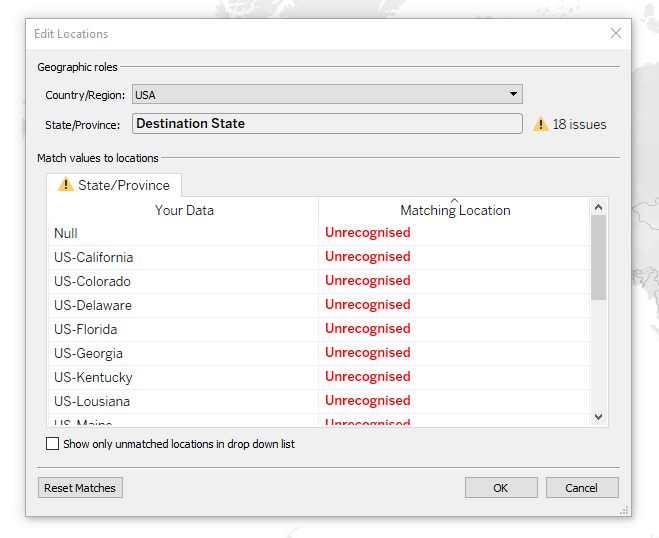 Edit Locations
Geographic roles
Country/Region: USA
State/Province: Destination State 18 issues
Match values to locations
State/Province
Your Data Matching Location
Null Unrecognised
US-California Unrecognised
US-Colorado Unrecognised
US-Delaware Unrecognised
US-Florida Unrecognised
US-Georgia Unrecognised
US-Kentucky Unrecognised
US-Lousiana Unrecognised
US-Maine Unrecognised
Show only unmatched locations in drop down list
Reset Matches OK Cancel